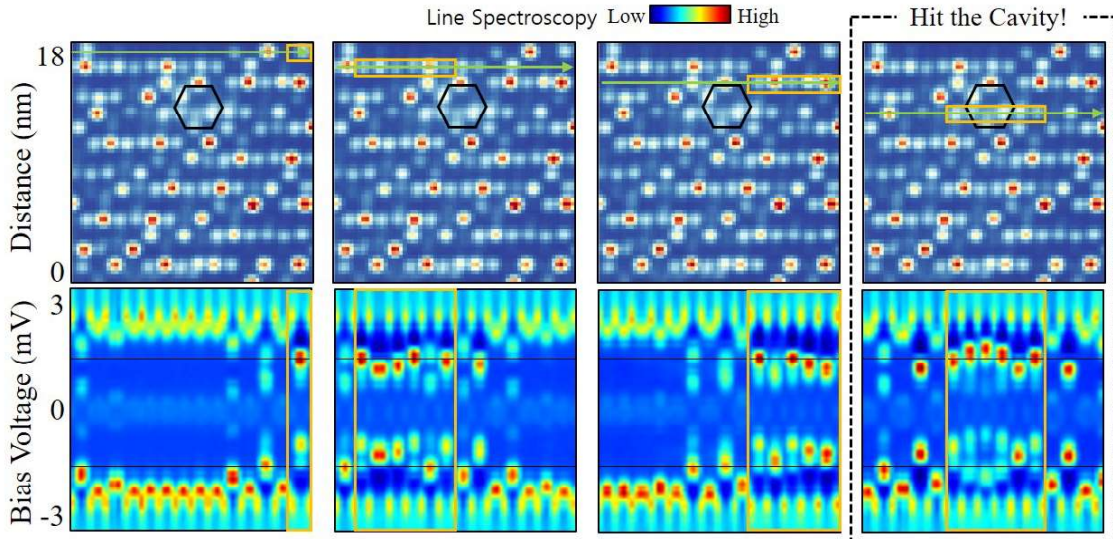 Line Spectroscopy Low High
Hit the Cavity!
Distance (nm)
18
0
Bias Voltage (mV)
3
0
-3